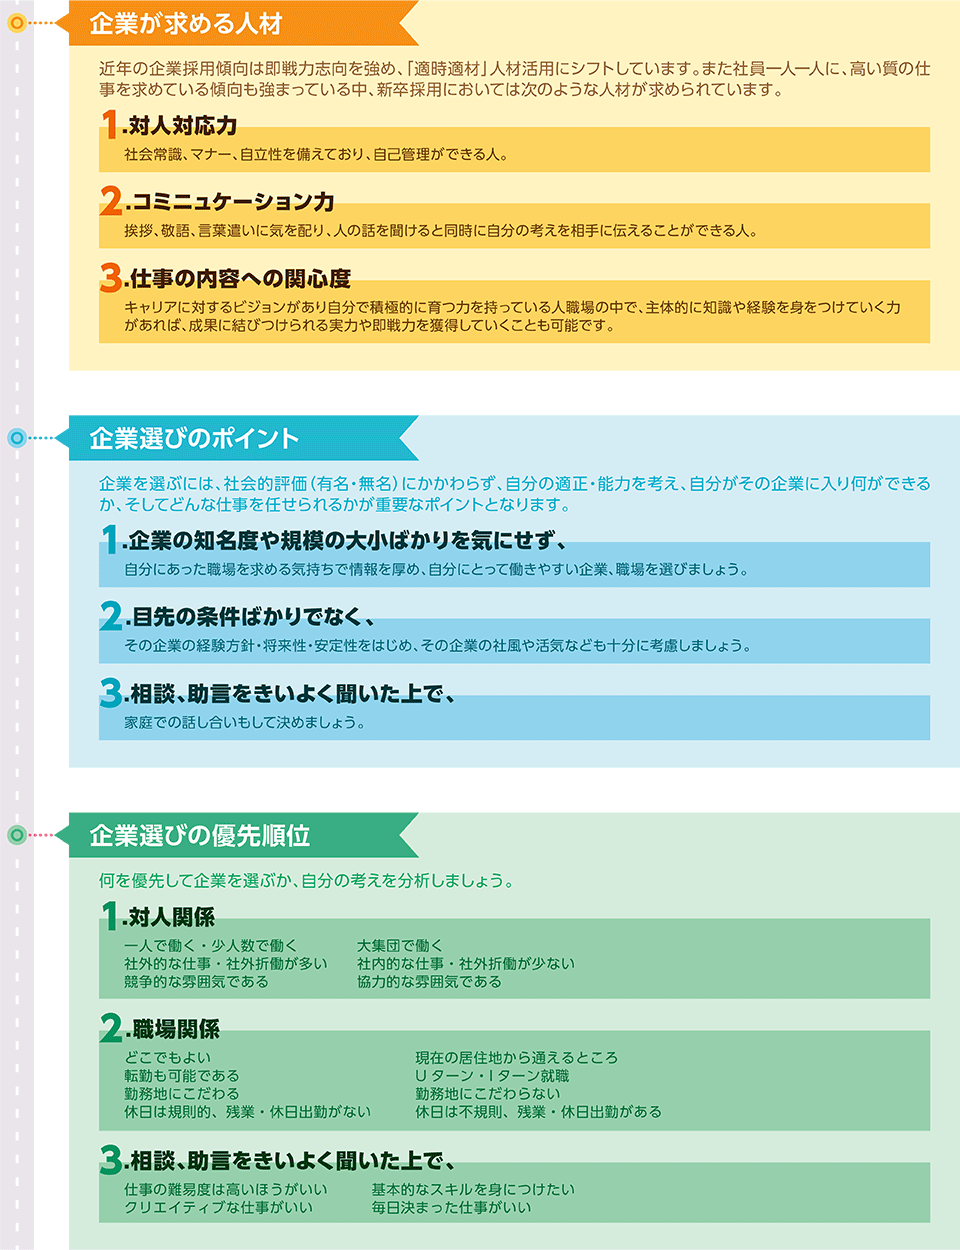 企業が求める人材
近年の企業採用傾向は即戦力志向を強め、「適時適材」人材活用にシフトしています。また社員一人一人に、高い質の仕
事を求めている傾向も強まっている中、新卒採用においては次のような人材が求められています。
1.対人対応力
社会常識、マナー、自立性を備えており、自己管理ができる人。
2.コミニュケーション力
挨拶、敬語、言葉遣いに気を配り、人の話を聞けると同時に自分の考えを相手に伝えることができる人。
3.仕事の内容への関心度
キャリアに対するビジョンがあり自分で積極的に育つ力を持っている人職場の中で、主体的に知識や経験を身をつけていく力
があれば、成果に結びつけられる実力や即戦力を獲得していくことも可能です。
企業選びのポイント
企業を選ぶには、社会的評価(有名・無名)にかかわらず、自分の適正・能力を考え、自分がその企業に入り何ができる
か、そしてどんな仕事を任せられるかが重要なポイントとなります。
1.企業の知名度や規模の大小ばかりを気にせず、
自分にあった職場を求める気持ちで情報を厚め、自分にとって働きやすい企業、職場を選びましょう。
2.目先の条件ばかりでなく、
その企業の経験方針・将来性・安定性をはじめ、その企業の社風や活気なども十分に考慮しましょう。
3.相談、助言をきいよく聞いた上で、
家庭での話し合いもして決めましょう。
企業選びの優先順位
何を優先して企業を選ぶか、自分の考えを分析しましょう。
1.対人関係
一人で働く・少人数で働く 大集団で働く
社外的な仕事・社外折働が多い 社内的な仕事・社外折働が少ない
競争的な雰囲気である 協力的な雰囲気である
2.職場関係
どこでもよい 現在の居住地から通えるところ
転勤も可能である Uターン・Iターン就職
勤務地にこだわる 勤務地にこだわらない
休日は規則的、残業・休日出勤がない 休日は不規則、残業・休日出勤がある
3.相談、助言をきいよく聞いた上で、
仕事の難易度は高いほうがいい 基本的なスキルを身につけたい
クリエイティブな仕事がいい 毎日決まった仕事がいい